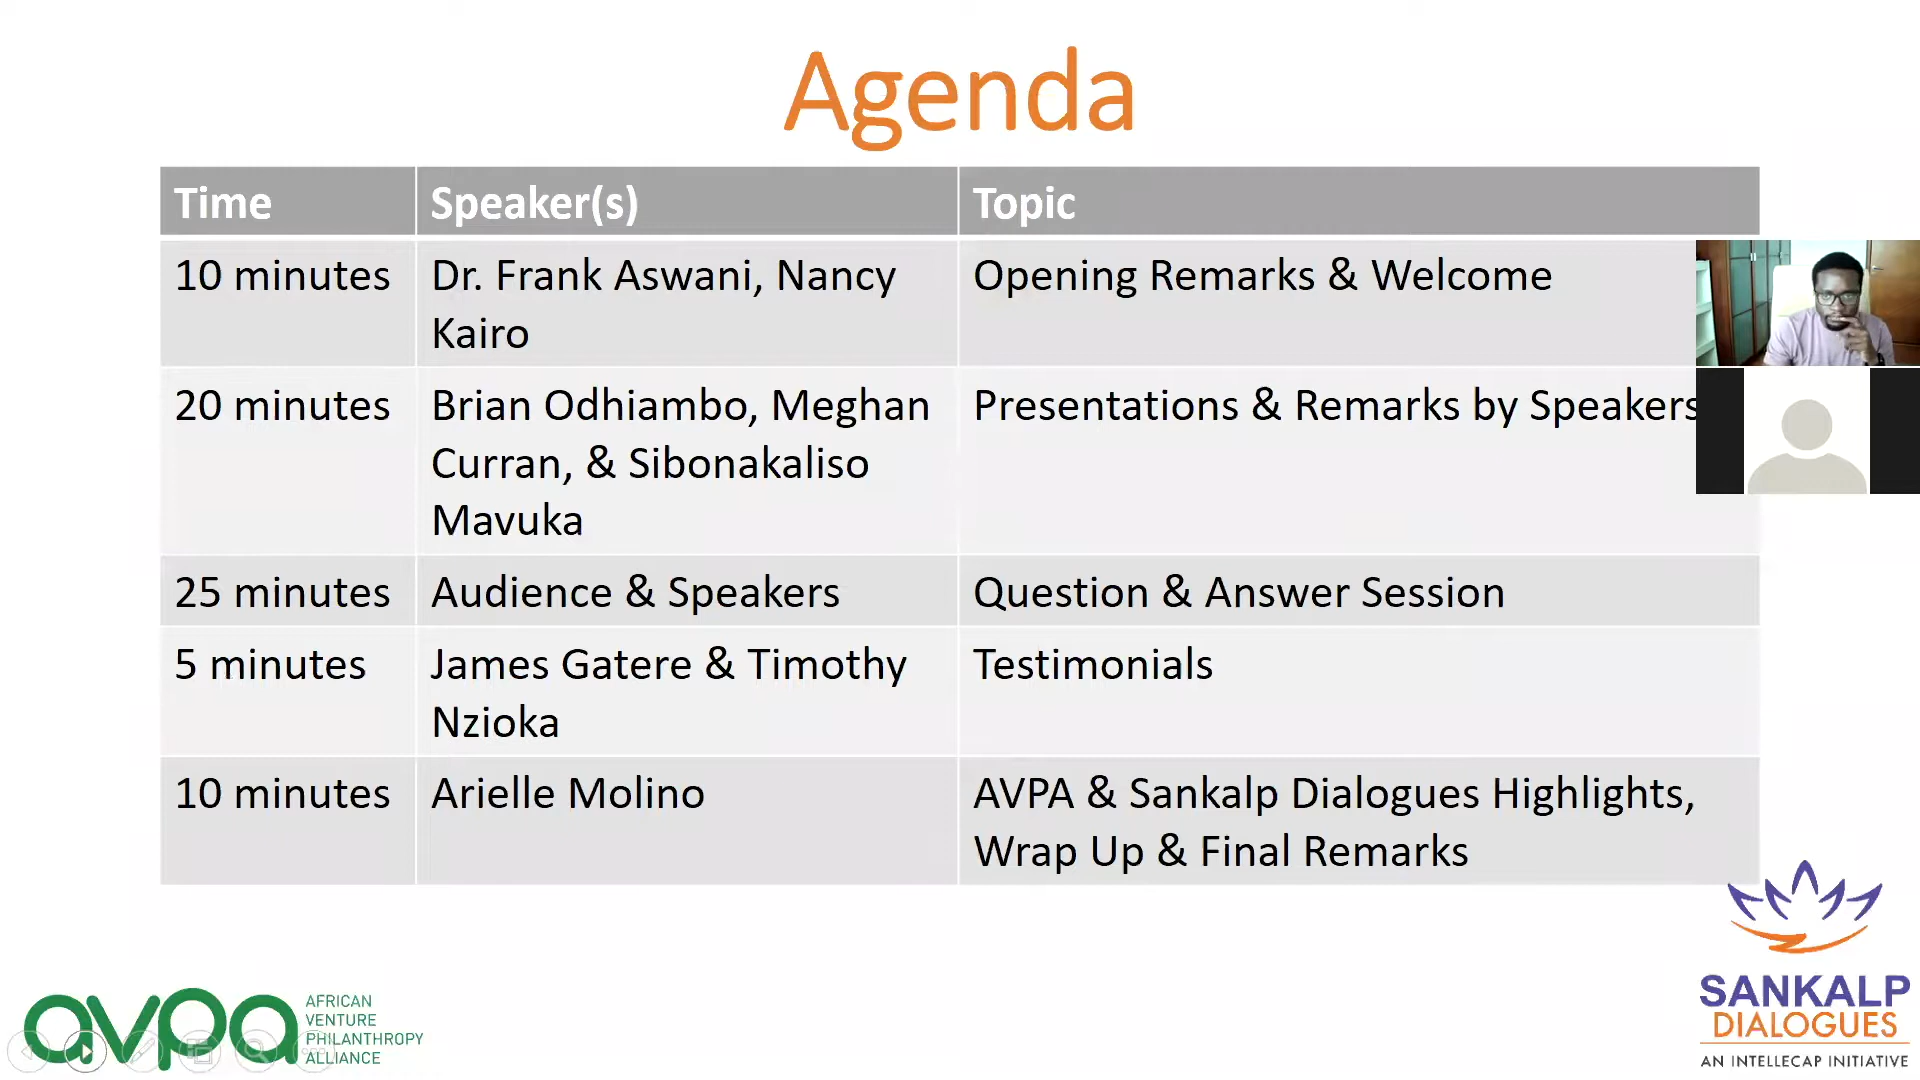 Agenda
Time Speaker(s) Topic
10 minutes Dr. Frank Aswani, Nancy Opening Remarks & Welcome
Kairo
20 minutes Brian Odhiambo, Meghan Presentations & Remarks by Speakers
Curran, & Sibonakaliso
Mavuka
25 minutes Audience & Speakers Question & Answer Session
5 minutes James Gatere & Timothy Testimonials
Nzioka
10 minutes Arielle Molino AVPA & Sankalp Dialogues Highlights,
Wrap Up & Final Remarks
avpa
AFRICAN
VENTURE
PHILANTHROPY
ALLIANCE
SANKALP
DIALOGUES
AN INTELLECAP INITIATIVE